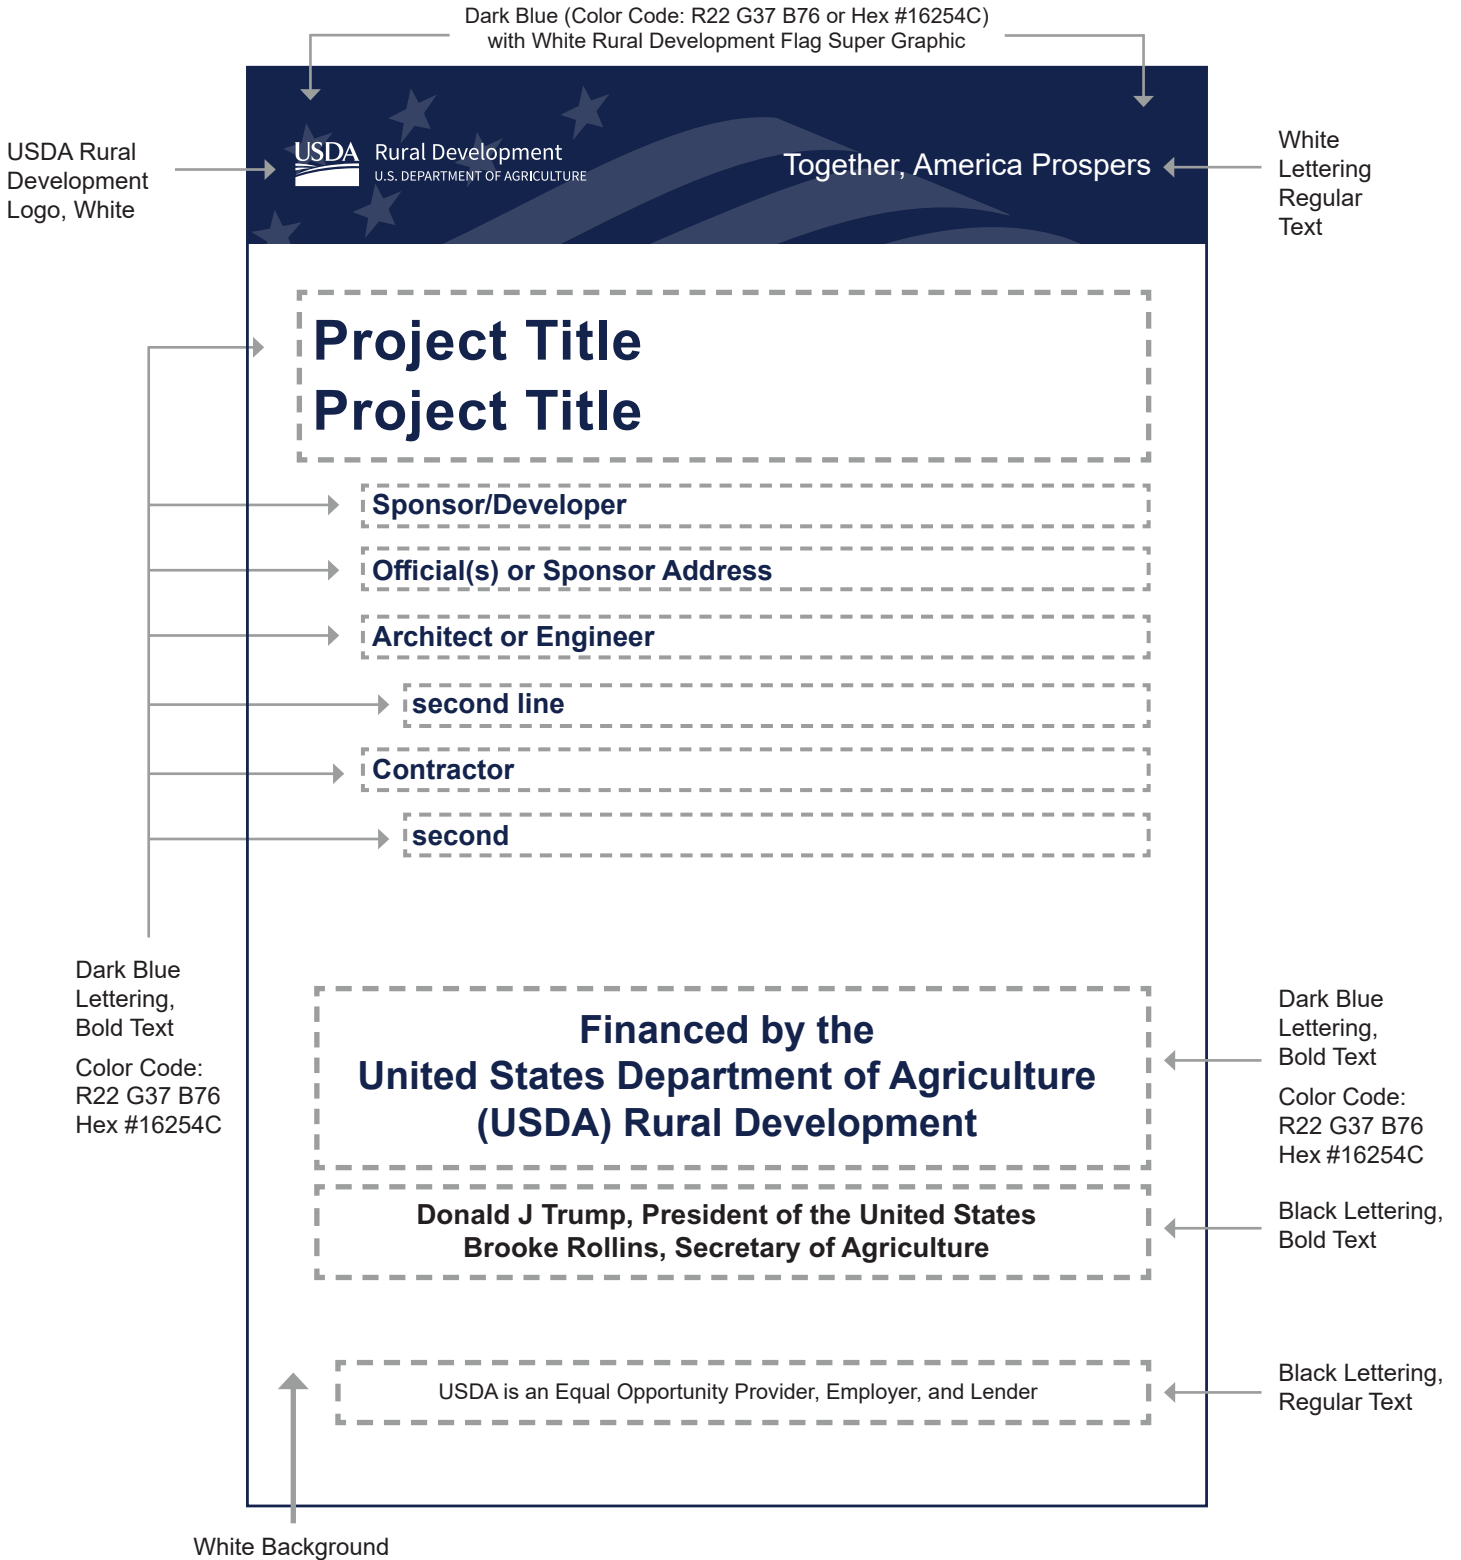 Dark Blue (Color Code: R22 G37 B76 or Hex #16254C)
with White Rural Development Flag Super Graphic
USDA Rural
Development
Logo, White
USDA
Rural Development
U.S. DEPARTMENT OF AGRICULTURE
Together, America Prospers
White
Lettering
Regular
Text
Project Title
Project Title
Sponsor/Developer
Official(s) or Sponsor Address
Architect or Engineer
second line
Contractor
second
Dark Blue
Lettering,
Bold Text
Color Code:
R22 G37 B76
Hex #16254C
Financed by the
United States Department of Agriculture
(USDA) Rural Development
Dark Blue
Lettering,
Bold Text
Color Code:
R22 G37 B76
Hex #16254C
Donald J Trump, President of the United States
Brooke Rollins, Secretary of Agriculture
Black Lettering,
Bold Text
USDA is an Equal Opportunity Provider, Employer, and Lender
Black Lettering,
Regular Text
White Background